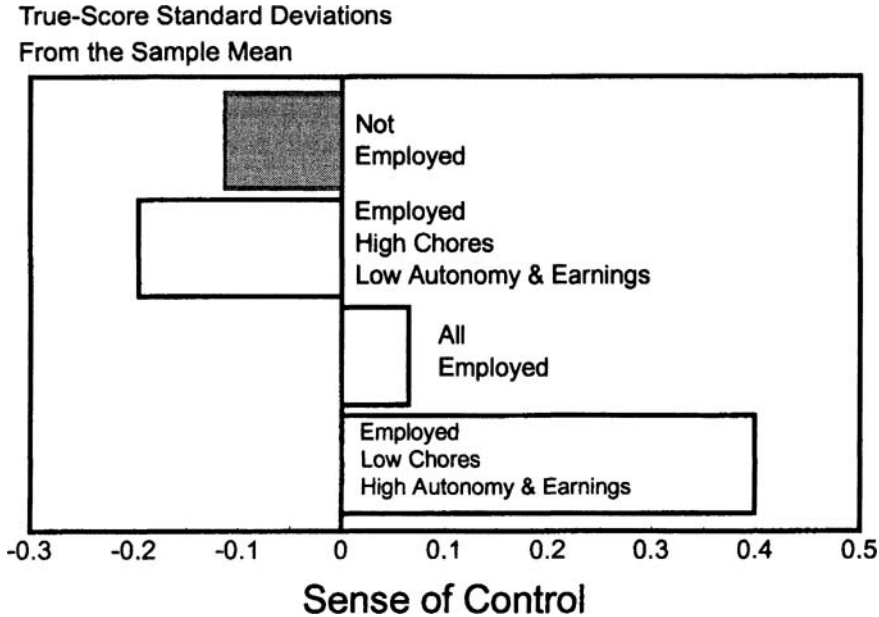 True-Score Standard Deviations
From the Sample Mean
Not
Employed
Employed
High Chores
Low Autonomy & Earnings
All
Employed
Employed
Low Chores
High Autonomy & Earnings
-0.3 -0.2 -0.1 0 0.1 0.2 0.3 0.4 0.5
Sense of Control